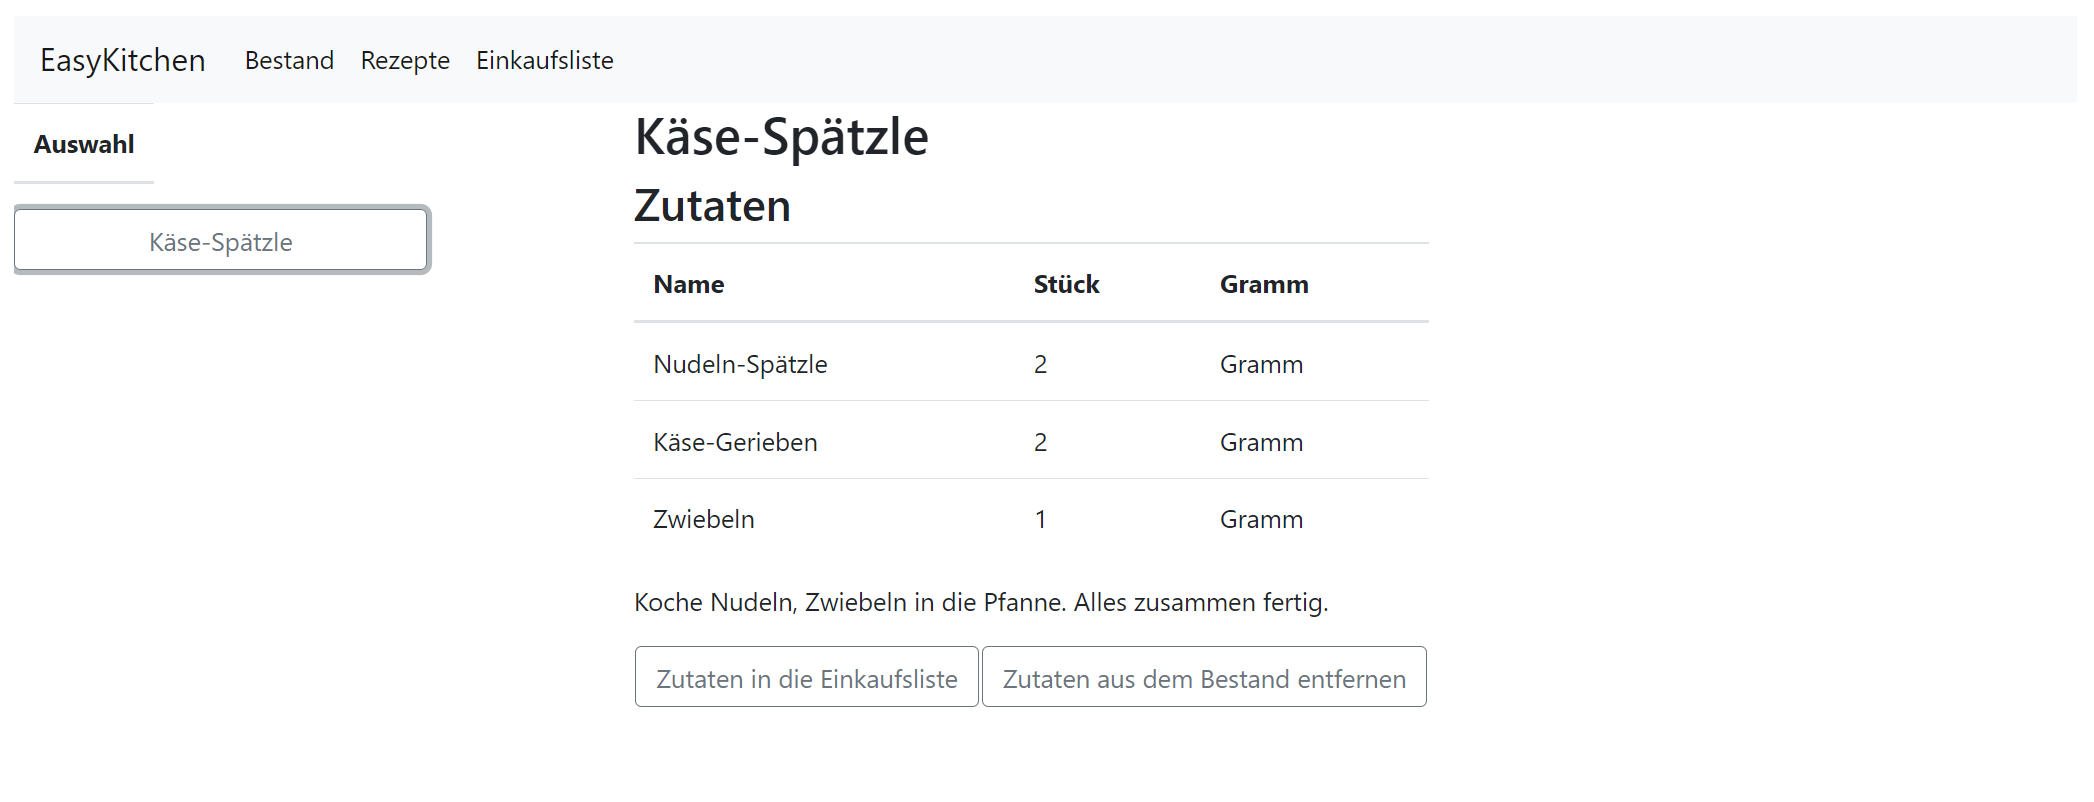 EasyKitchen Bestand Rezepte Einkaufsliste
Auswahl
Käse-Spätzle
Käse-Spätzle
Zutaten
Name Stück Gramm
Nudeln-Spätzle 2 Gramm
Käse-Gerieben 2 Gramm
Zwiebeln 1 Gramm
Koche Nudeln, Zwiebeln in die Pfanne. Alles zusammen fertig.
Zutaten in die Einkaufsliste Zutaten aus dem Bestand entfernen